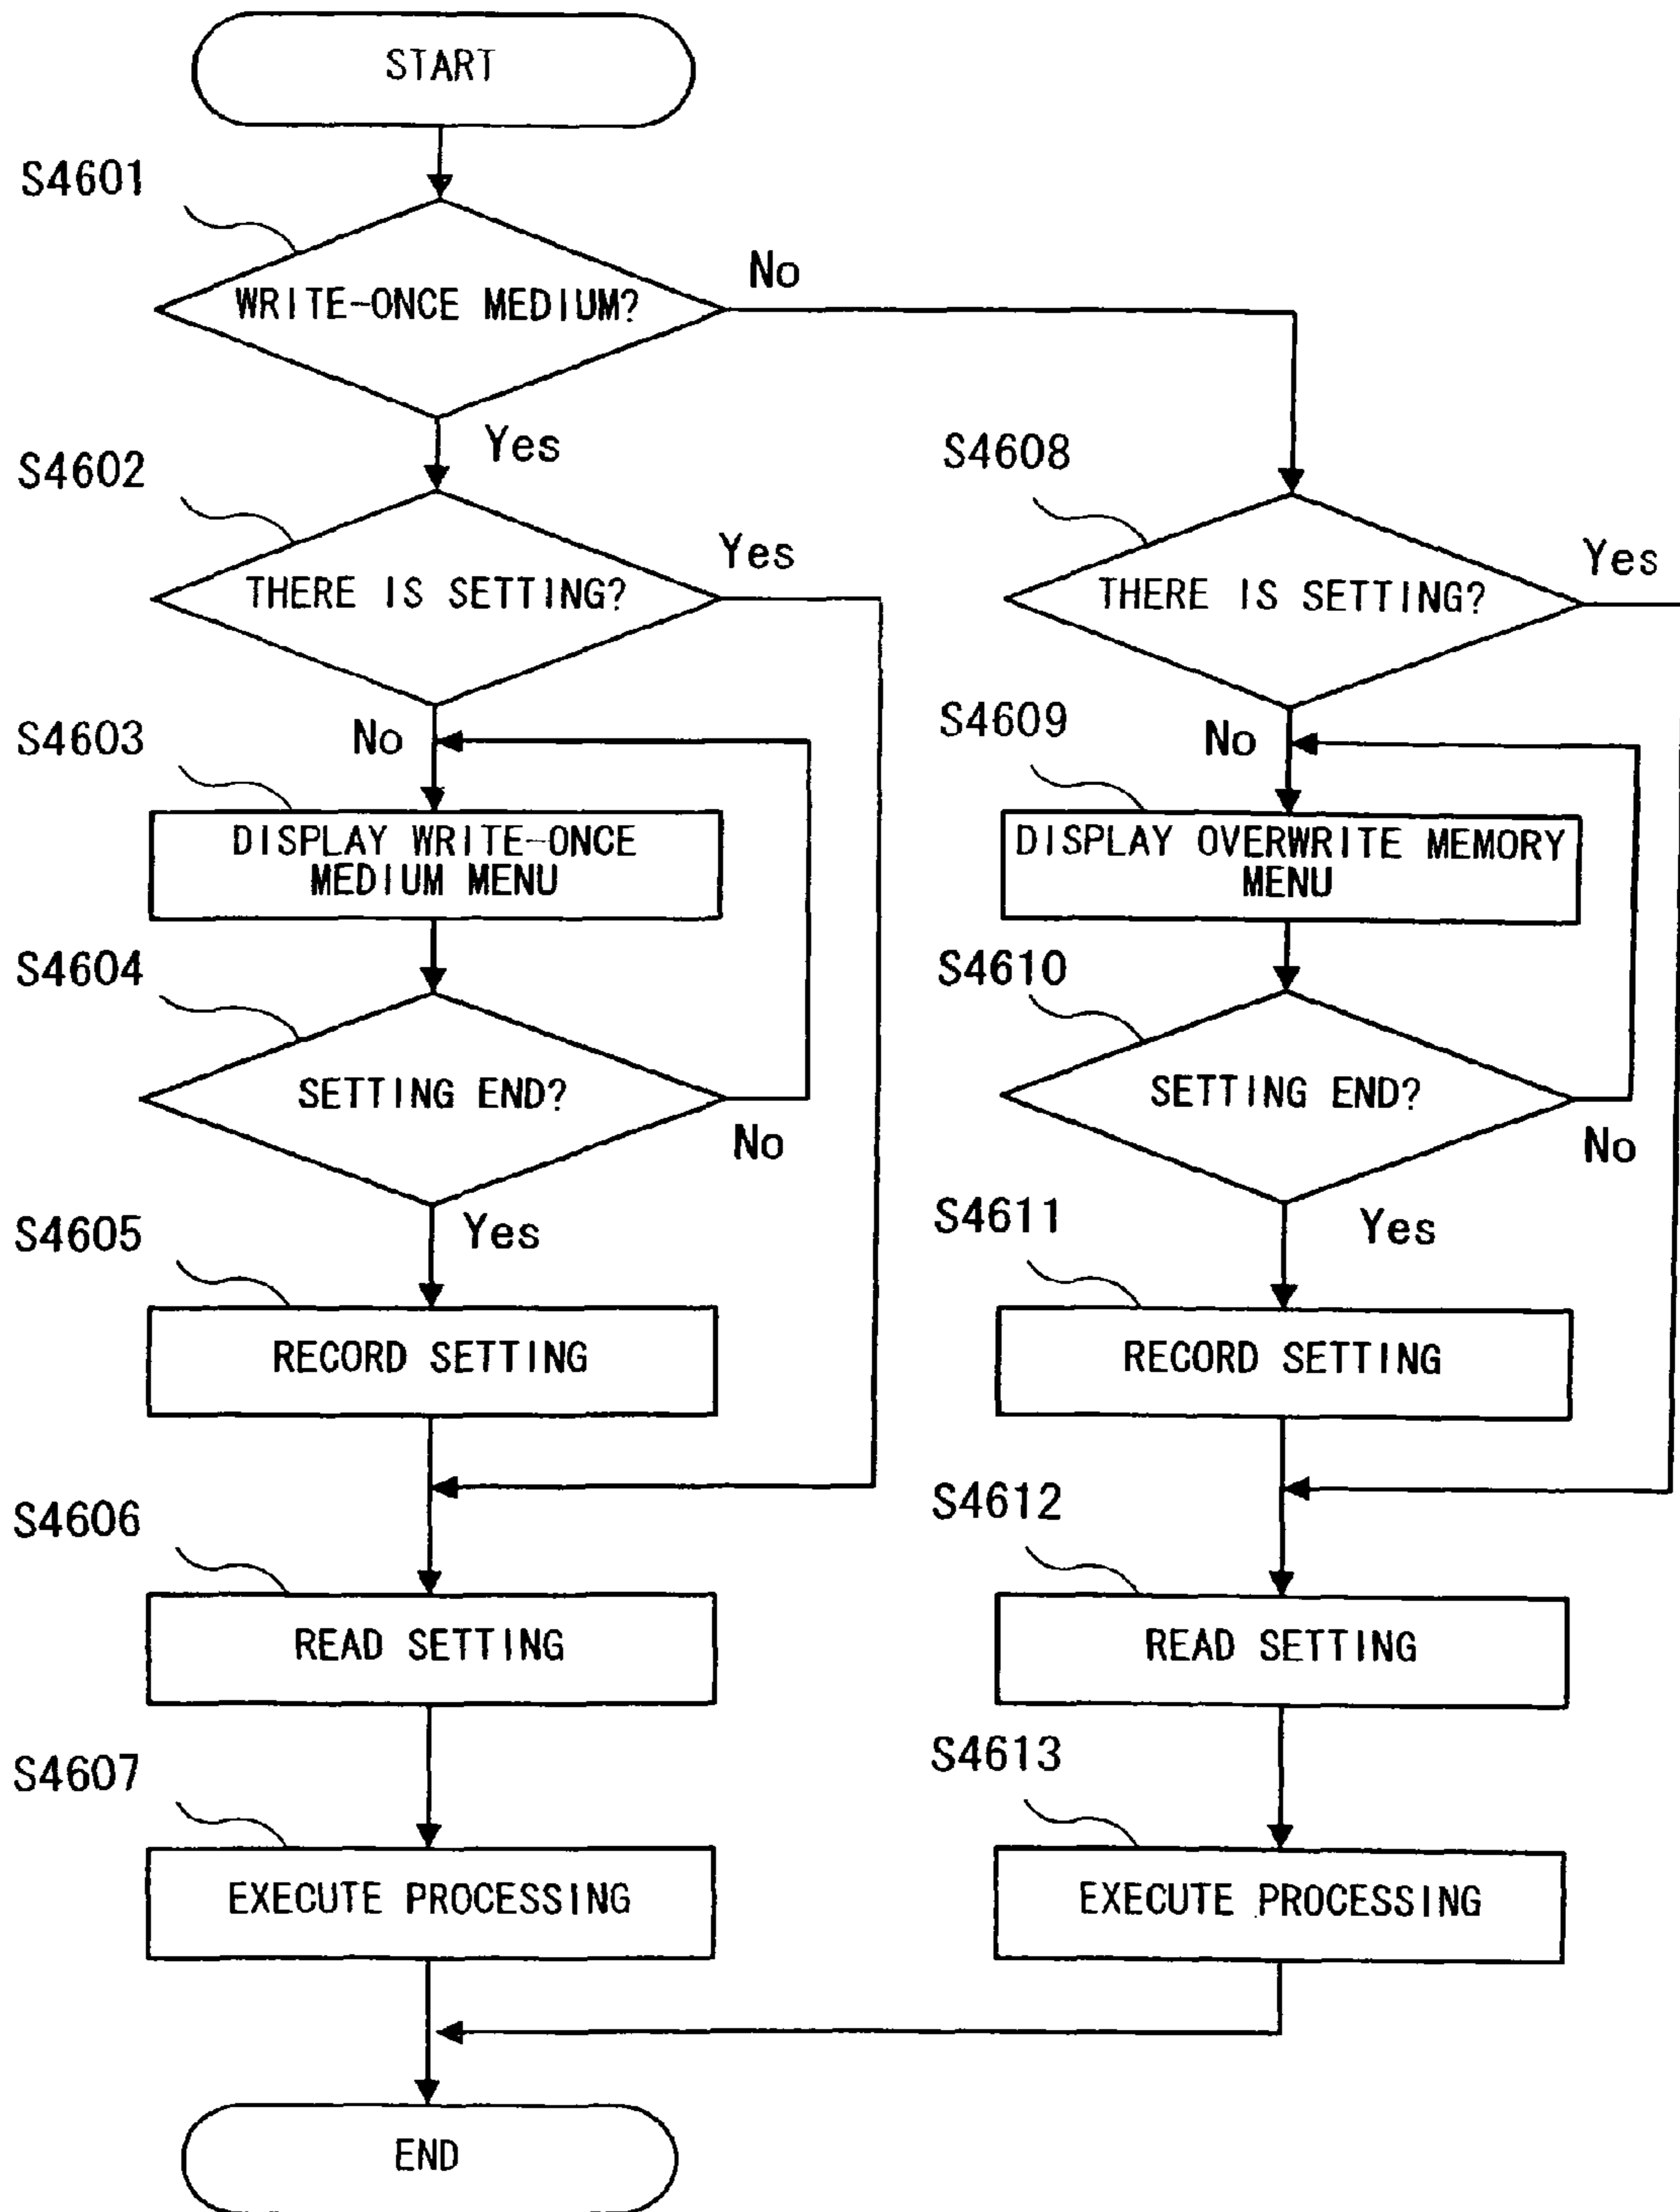 START
S4601
WRITE-ONCE MEDIUM?
No
Yes
S4602
THERE IS SETTING?
Yes
No
S4603
DISPLAY WRITE-ONCE
MEDIUM MENU
S4604
SETTING END?
No
Yes
S4605
RECORD SETTING
S4606
READ SETTING
S4607
EXECUTE PROCESSING
S4608
THERE IS SETTING?
Yes
No
S4609
DISPLAY OVERWRITE MEMORY
MENU
S4610
SETTING END?
No
Yes
S4611
RECORD SETTING
S4612
READ SETTING
S4613
EXECUTE PROCESSING
END